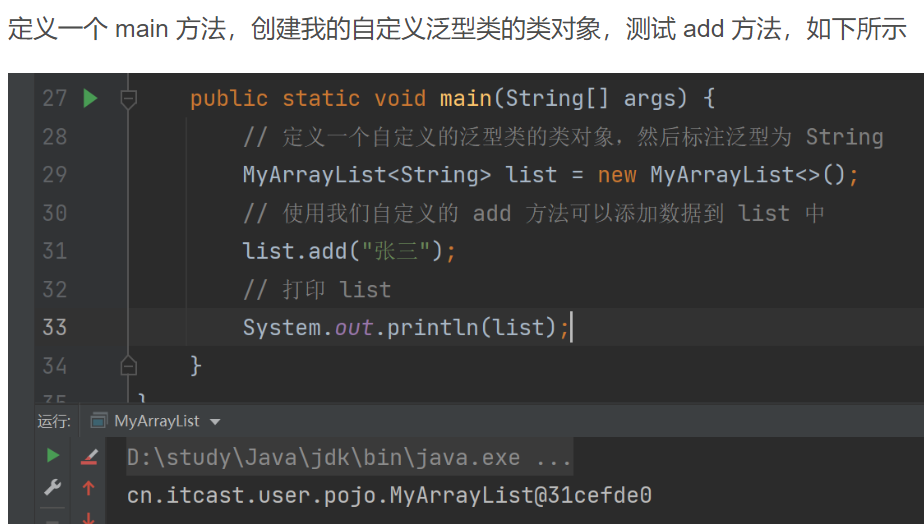 定义一个 main 方法，创建我的自定义泛型类的类对象，测试 add 方法，如下所示
27 public static void main(String[] args) {
28 // 定义一个自定义的泛型类的类对象，然后标注泛型为 String
29 MyArrayList<String> list = new MyArrayList<>();
30 // 使用我们自定义的 add 方法可以添加数据到 list 中
31 list.add("张三");
32 // 打印 list
33 System.out.println(list);
34 }
35 }
运行: MyArrayList
D:\study\Java\jdk\bin\java.exe ...
cn.itcast.user.pojo.MyArrayList@31cefde0